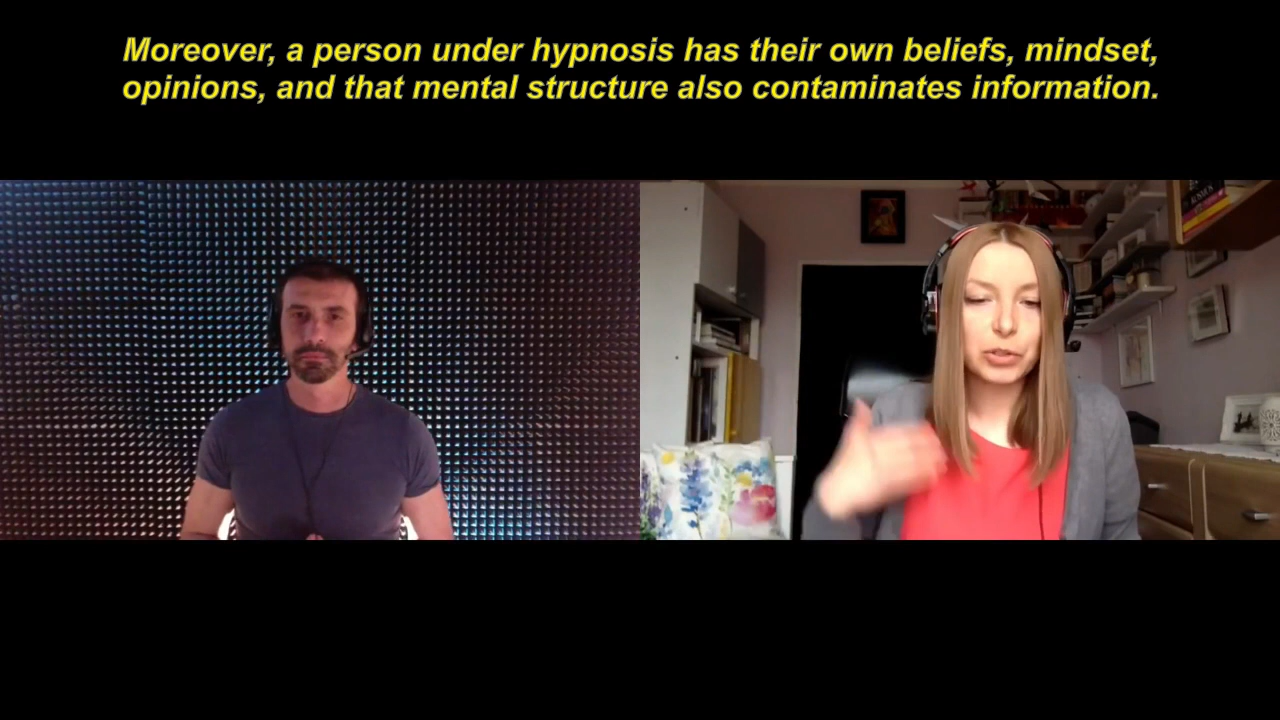 Moreover, a person under hypnosis has their own beliefs, mindset,
opinions, and that mental structure also contaminates information.